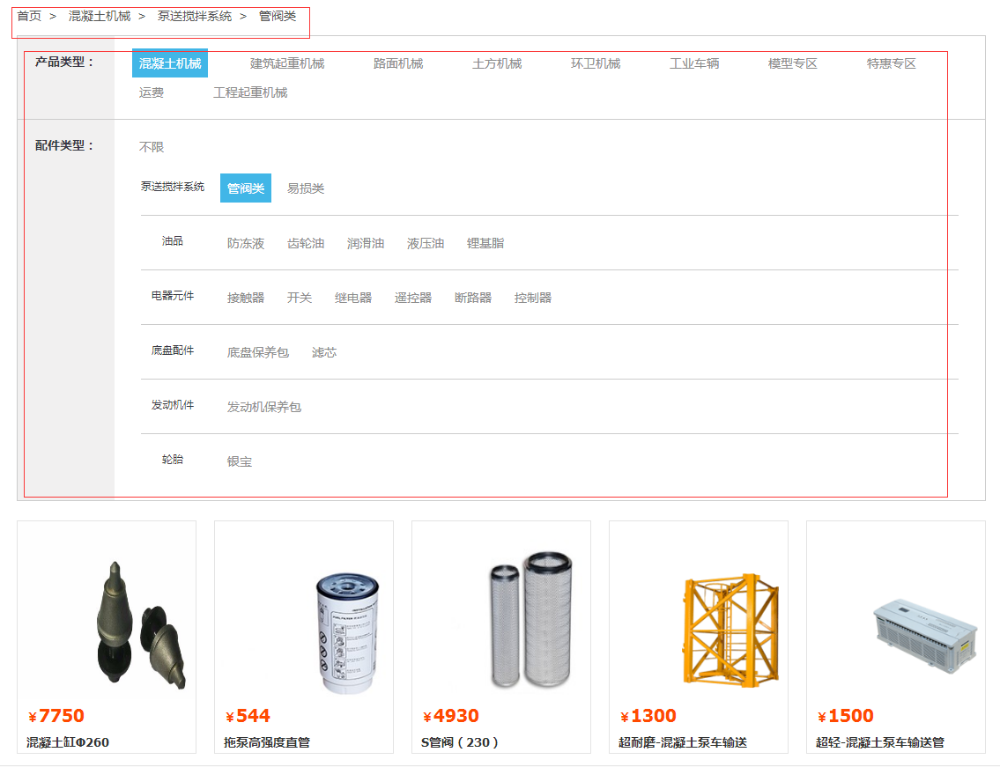 首页 > 混凝土机械 > 泵送搅拌系统 > 管阀类
产品类型： 混凝土机械 建筑起重机械 路面机械 土方机械 环卫机械 工业车辆 模型专区 特惠专区
运费 工程起重机械
配件类型： 不限
泵送搅拌系统 管阀类 易损类
油品 防冻液 齿轮油 润滑油 液压油 锂基脂
电器元件 接触器 开关 继电器 遥控器 断路器 控制器
底盘配件 底盘保养包 滤芯
发动机件 发动机保养包
轮胎 银宝
¥7750 ¥544 ¥4930 ¥1300 ¥1500
混凝土缸Φ260 拖泵高强度直管 S管阀（230） 超耐磨-混凝土泵车输送 超轻-混凝土泵车输送管